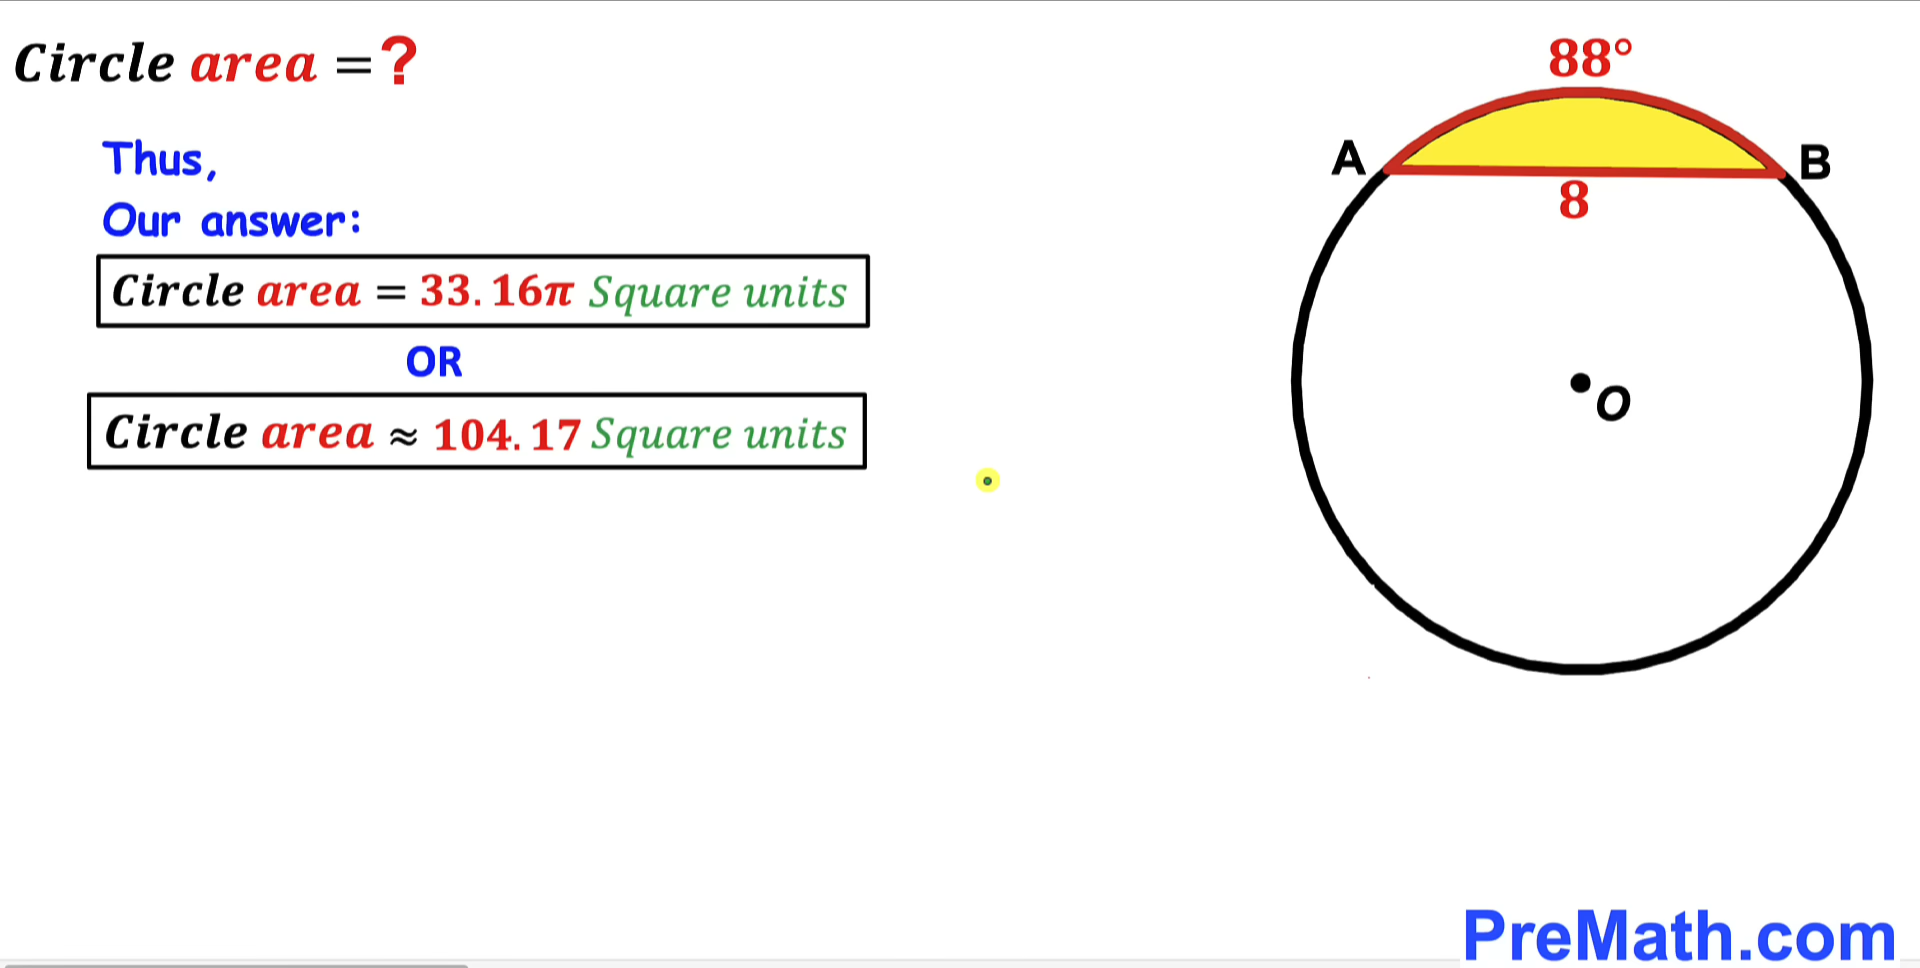 Circle area = ?
Thus,
Our answer:
Circle area = 33.16π Square units
OR
Circle area ≈ 104.17 Square units
88°
A
B
8
O
PreMath.com